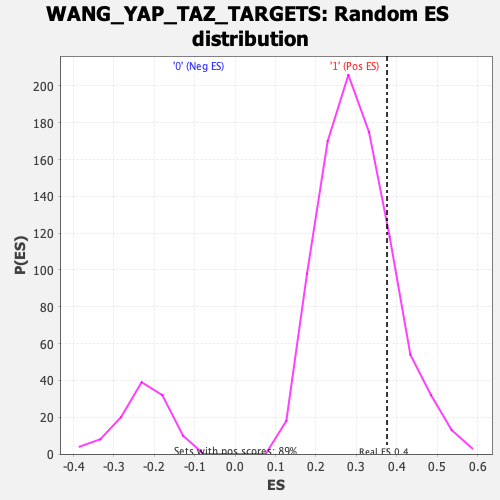 WANG_YAP_TAZ_TARGETS: Random ES
distribution
'0' (Neg ES)
'1' (Pos ES)
P(ES)
200
180
160
140
120
100
80
60
40
20
0
Sets with pos scores: 89%
Real ES 0.4
-0.4 -0.3 -0.2 -0.1 0.0 0.1 0.2 0.3 0.4 0.5 0.6
ES